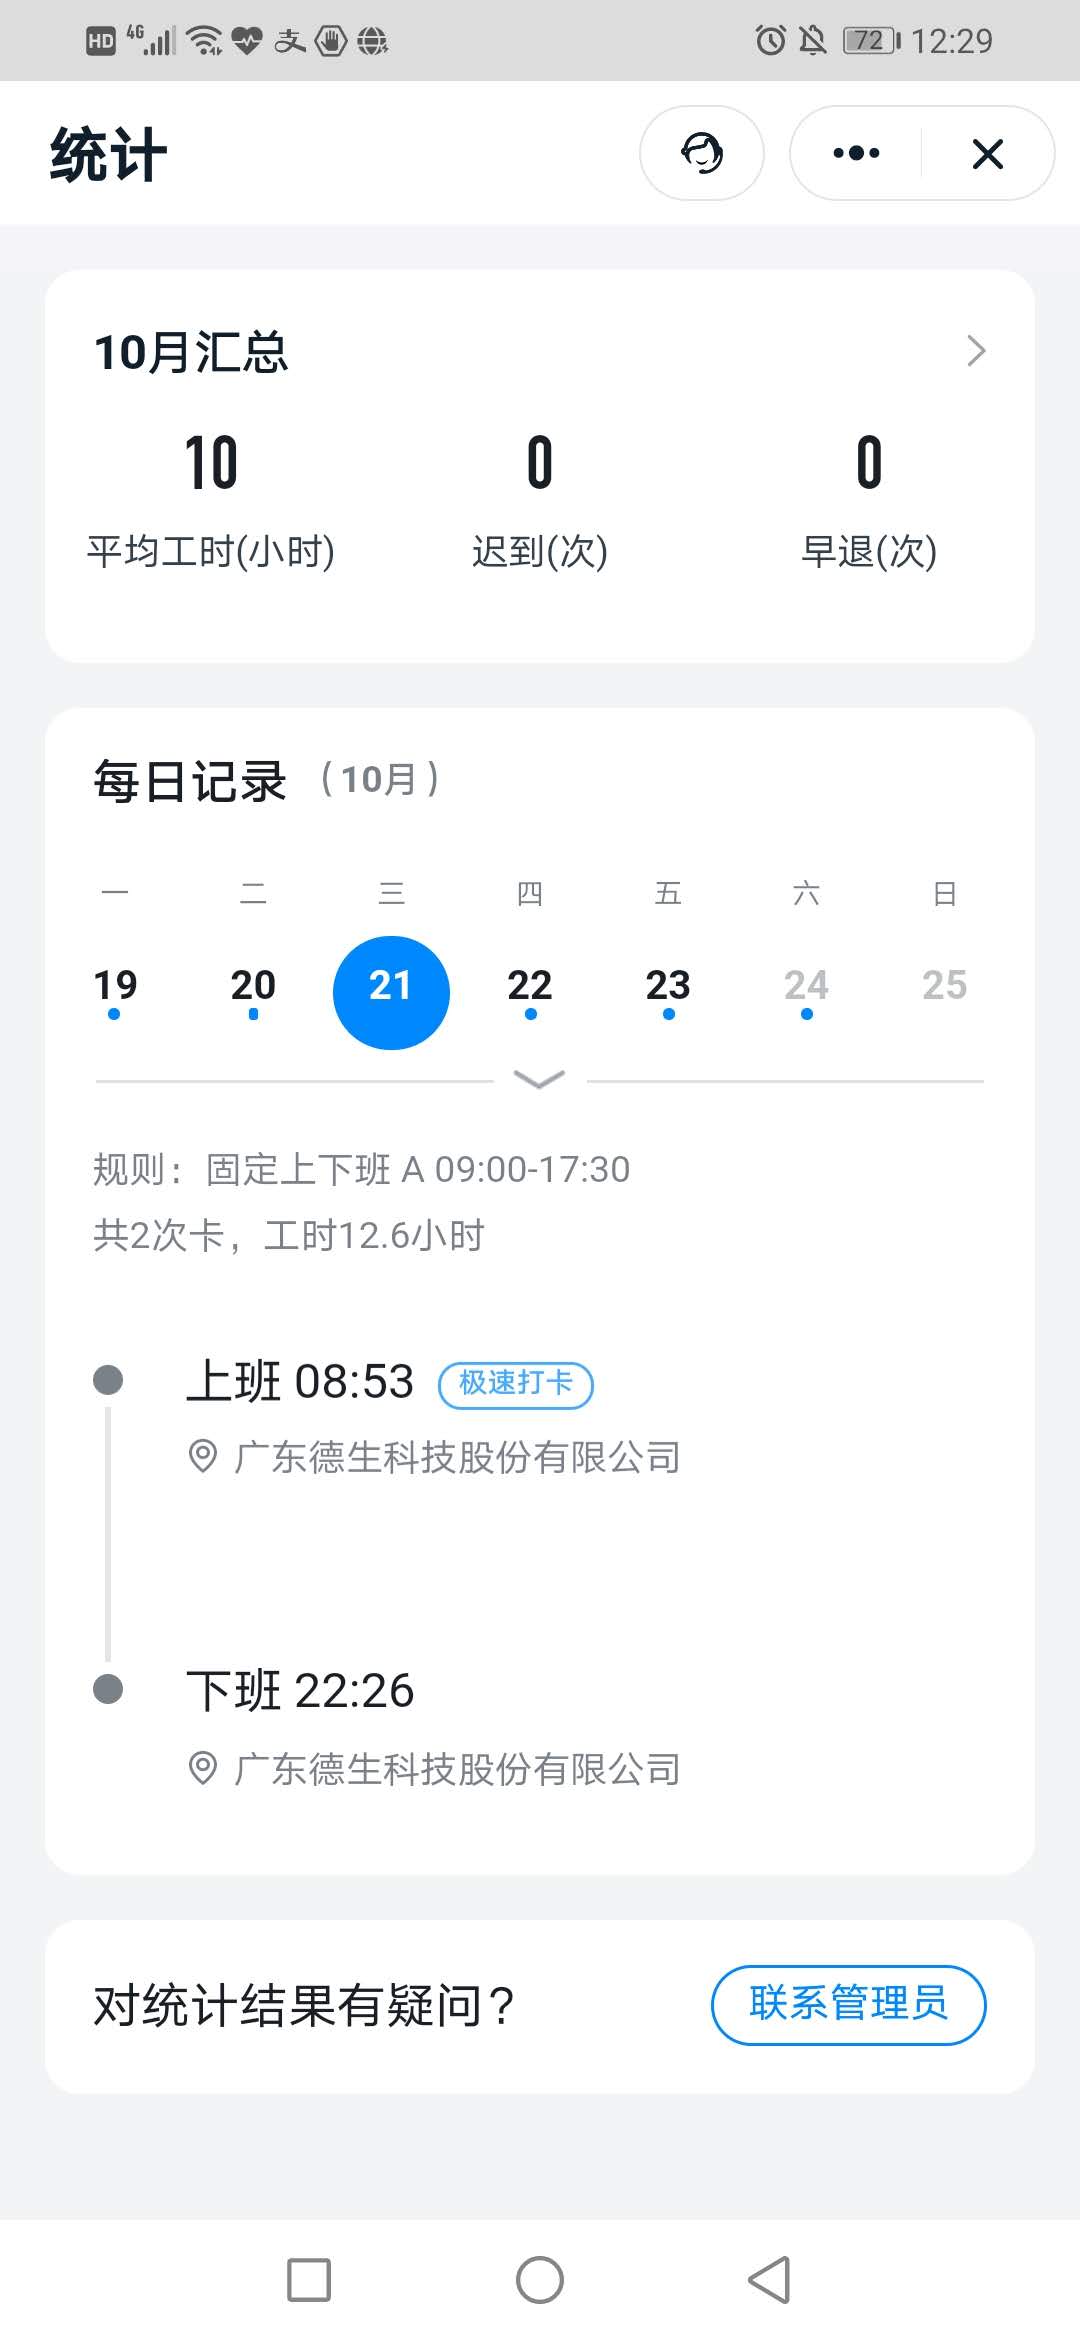 HD 4G 支 72 12:29
统计
10月汇总
10 0 0
平均工时(小时) 迟到(次) 早退(次)
每日记录 (10月)
一 二 三 四 五 六 日
19 20 21 22 23 24 25
规则：固定上下班 A 09:00-17:30
共2次卡，工时12.6小时
上班 08:53 极速打卡
广东德生科技股份有限公司
下班 22:26
广东德生科技股份有限公司
对统计结果有疑问？ 联系管理员